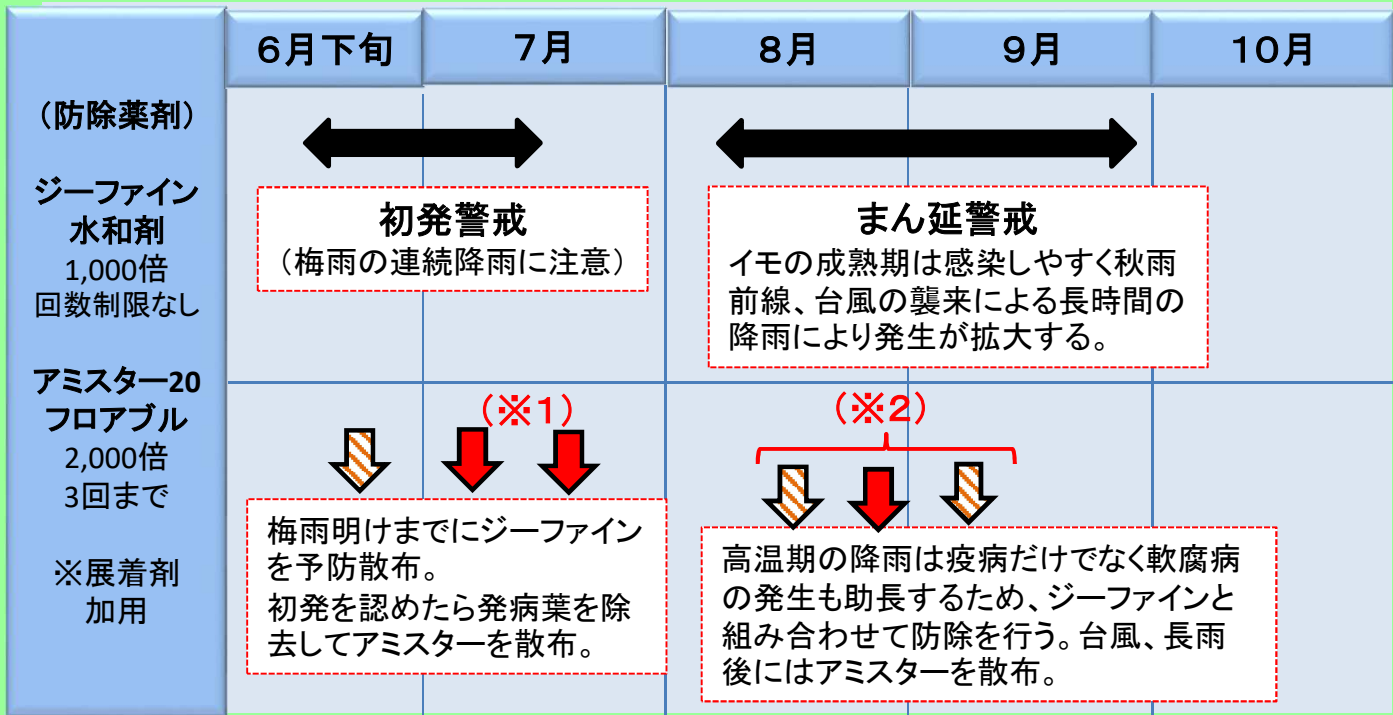 6月下旬
7月
8月
9月
10月
（防除薬剤）
ジーファイン
水和剤
1,000倍
回数制限なし
アミスター20
フロアブル
2,000倍
3回まで
※展着剤
加用
初発警戒
（梅雨の連続降雨に注意）
まん延警戒
イモの成熟期は感染しやすく秋雨
前線、台風の襲来による長時間の
降雨により発生が拡大する。
（※1）
（※2）
梅雨明けまでにジーファイン
を予防散布。
初発を認めたら発病葉を除
去してアミスターを散布。
高温期の降雨は疫病だけでなく軟腐病
の発生も助長するため、ジーファインと
組み合わせて防除を行う。台風、長雨
後にはアミスターを散布。